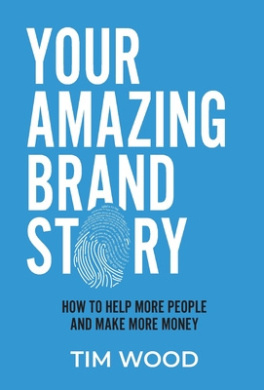 YOUR
AMAZING
BRAND
STORY
HOW TO HELP MORE PEOPLE
AND MAKE MORE MONEY
TIM WOOD